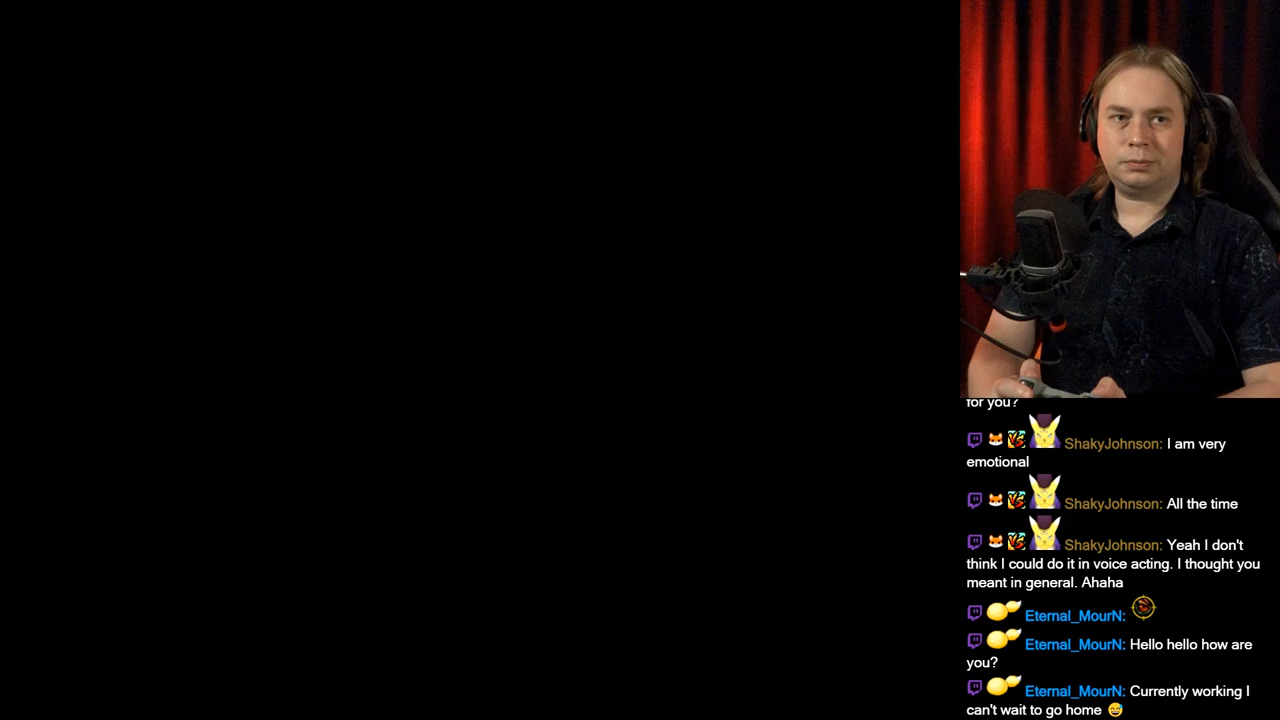 for you?
ShakyJohnson: I am very
emotional
ShakyJohnson: All the time
ShakyJohnson: Yeah I don't
think I could do it in voice acting. I thought you
meant in general. Ahaha
Eternal_MourN:
Eternal_MourN: Hello hello how are
you?
Eternal_MourN: Currently working I
can't wait to go home 😅